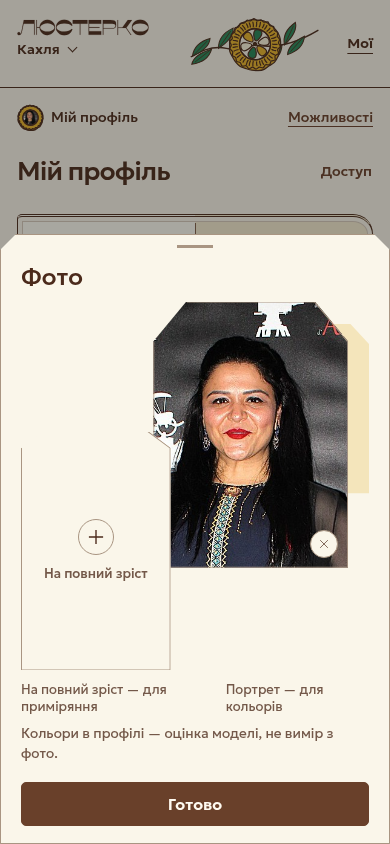 ЛЮСТЕРКО
Кахля
Мої
Мій профіль
Можливості
Мій профіль
Доступ
Фото
На повний зріст
На повний зріст — для
приміряння
Портрет — для
кольорів
Кольори в профілі — оцінка моделі, не вимір з
фото.
Готово